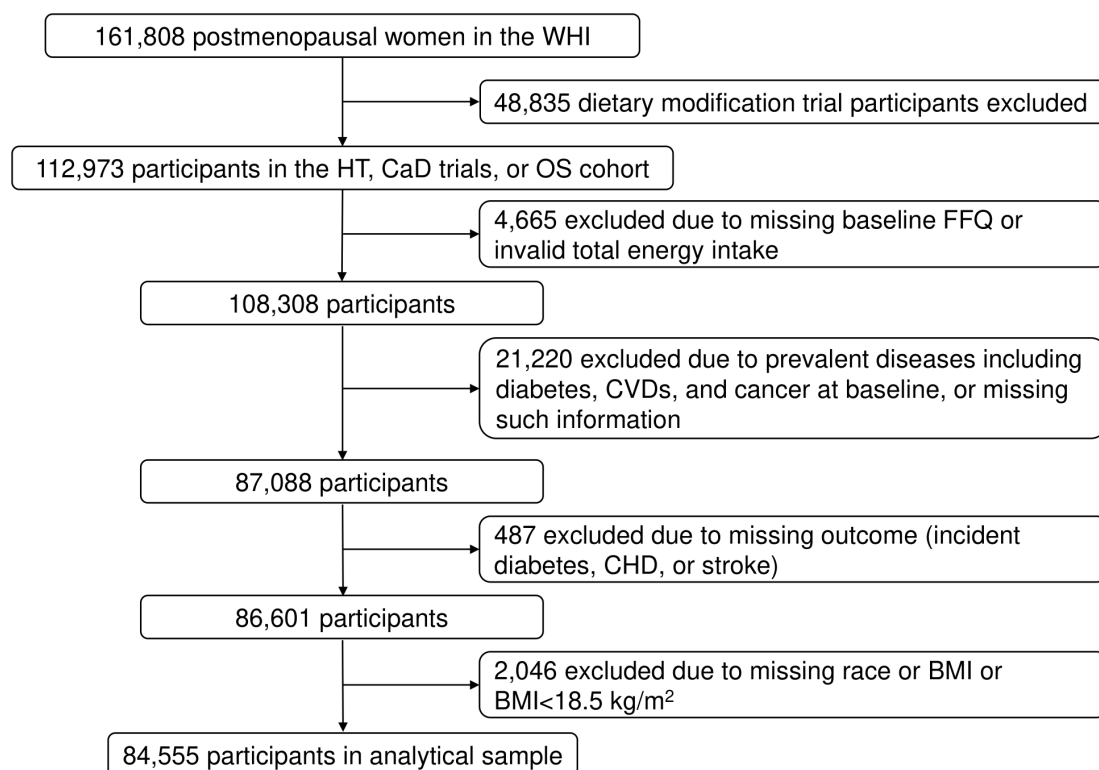 161,808 postmenopausal women in the WHI
48,835 dietary modification trial participants excluded
112,973 participants in the HT, CaD trials, or OS cohort
4,665 excluded due to missing baseline FFQ or
invalid total energy intake
108,308 participants
21,220 excluded due to prevalent diseases including
diabetes, CVDs, and cancer at baseline, or missing
such information
87,088 participants
487 excluded due to missing outcome (incident
diabetes, CHD, or stroke)
86,601 participants
2,046 excluded due to missing race or BMI or
BMI<18.5 kg/m²
84,555 participants in analytical sample